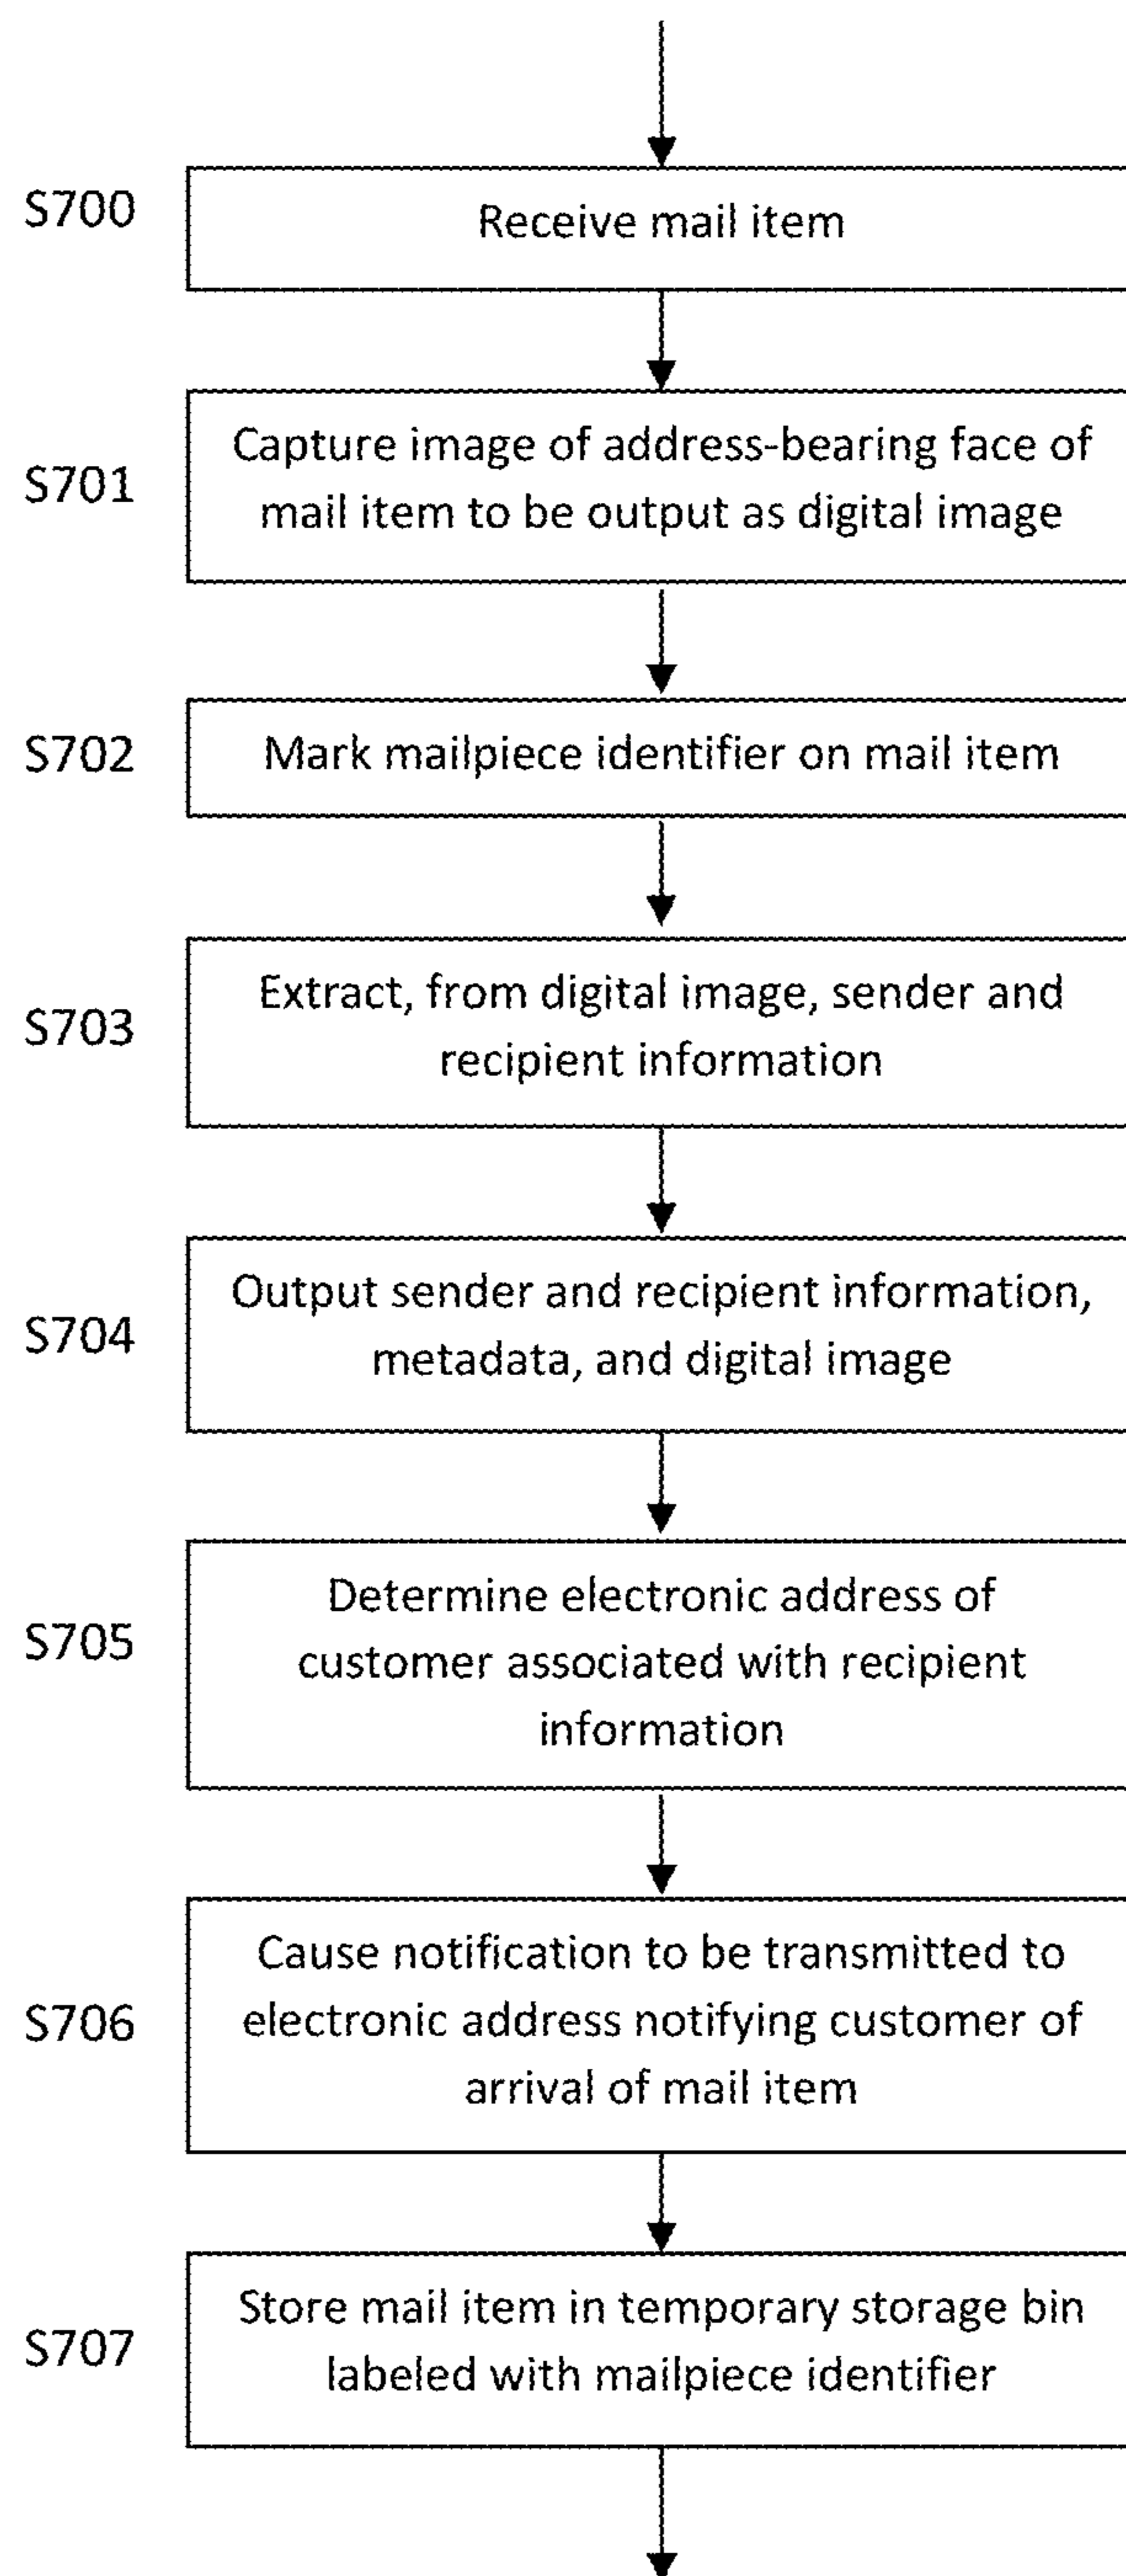 S700
Receive mail item
S701
Capture image of address-bearing face of
mail item to be output as digital image
S702
Mark mailpiece identifier on mail item
S703
Extract, from digital image, sender and
recipient information
S704
Output sender and recipient information,
metadata, and digital image
S705
Determine electronic address of
customer associated with recipient
information
S706
Cause notification to be transmitted to
electronic address notifying customer of
arrival of mail item
S707
Store mail item in temporary storage bin
labeled with mailpiece identifier